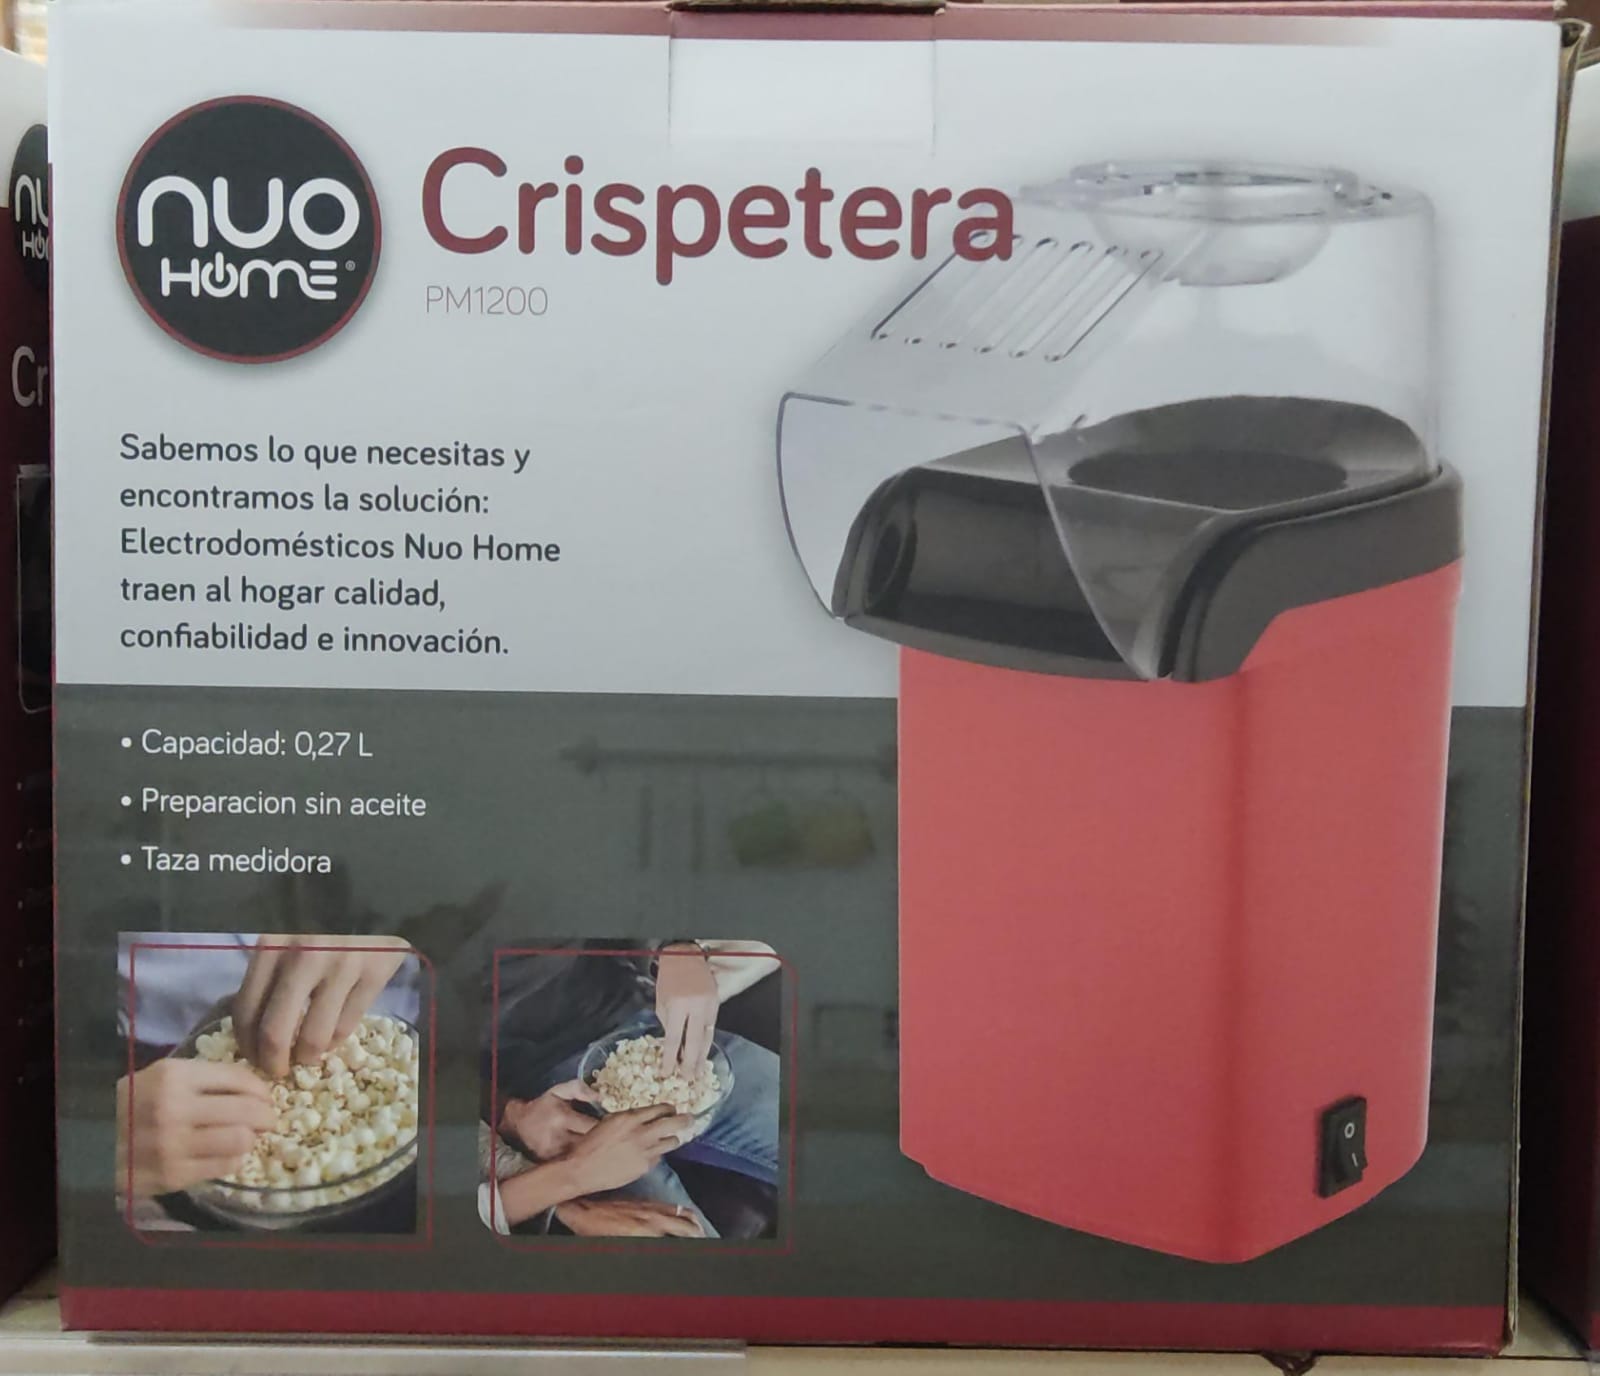 nuo
HOME®
Crispetera
PM1200
Sabemos lo que necesitas y
encontramos la solución:
Electrodomésticos Nuo Home
traen al hogar calidad,
confiabilidad e innovación.
• Capacidad: 0,27 L
• Preparacion sin aceite
• Taza medidora
O
I